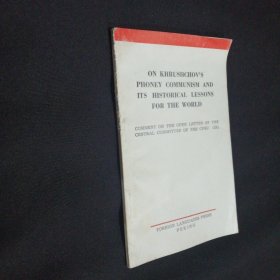 ON KHRUSHCHOV'S
PHONEY COMMUNISM AND
ITS HISTORICAL LESSONS
FOR THE WORLD
COMMENT ON THE OPEN LETTER OF THE
CENTRAL COMMITTEE OF THE CPSU (IX)
FOREIGN LANGUAGES PRESS
PEKING